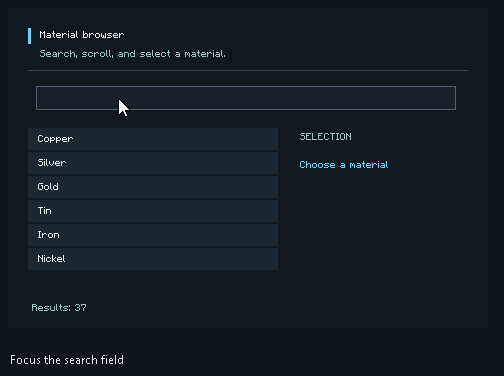 Material browser
Search, scroll, and select a material.
Copper
Silver
Gold
Tin
Iron
Nickel
SELECTION
Choose a material
Results: 37
Focus the search field